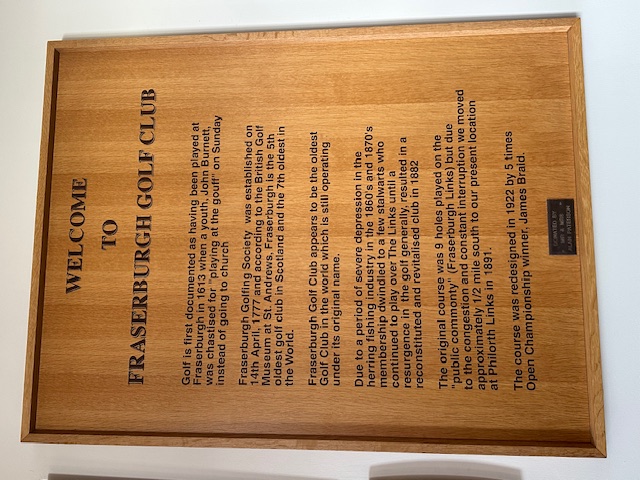 WELCOME
TO
FRASERBURGH GOLF CLUB
Golf is first documented as having been played at
Fraserburgh in 1613 when a youth, John Burnett,
was chastised for "playing at the gouff" on Sunday
instead of going to church
Fraserburgh Golfing Society was established on
14th April, 1777 and according to the British Golf
Museum at St. Andrews, Fraserburgh is the 5th
oldest golf club in Scotland and the 7th oldest in
the World.
Fraserburgh Golf Club appears to be the oldest
Golf Club in the world which is still operating
under its original name.
Due to a period of severe depression in the
herring fishing industry in the 1860's and 1870's
membership dwindled to a few stalwarts who
continued to play over The Links until a
resurgence in the golf generally, resulted in a
reconstituted and revitalised club in 1882
The original course was 9 holes played on the
"public commonty" (Fraserburgh Links) but due
to the congestion and constant interruption we moved
approximately 1/2 mile south to our present location
at Philorth Links in 1891.
The course was redesigned in 1922 by 5 times
Open Championship winner, James Braid.
DONATED BY